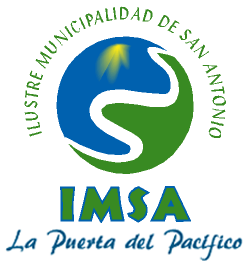 ILUSTRE MUNICIPALIDAD DE SAN ANTONIO
IMSA
La Puerta del Pacífico